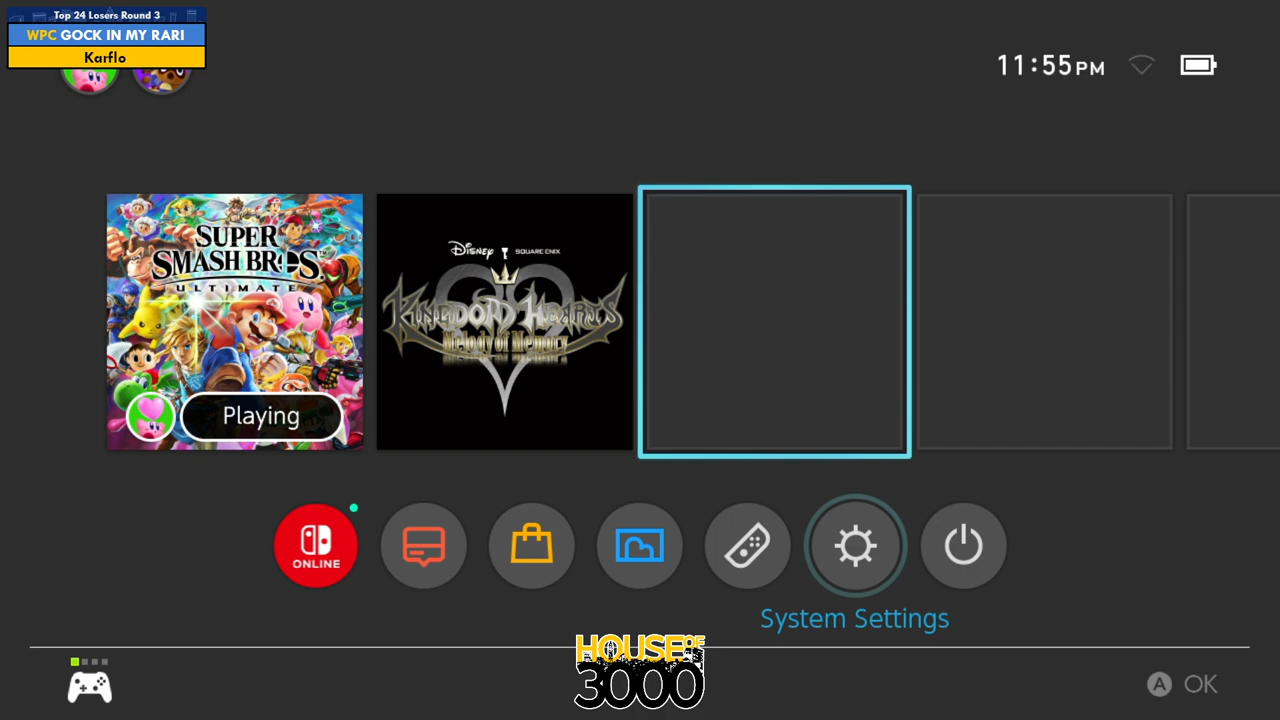 Top 24 Losers Round 3
WPC GOCK IN MY RARI
Karflo
11:55PM
SUPER
SMASH BROS.
ULTIMATE
Playing
Disney
SQUARE ENIX
KINGDOM HEARTS
Melody of Memory
ONLINE
System Settings
HOUSE OF
3000
A OK